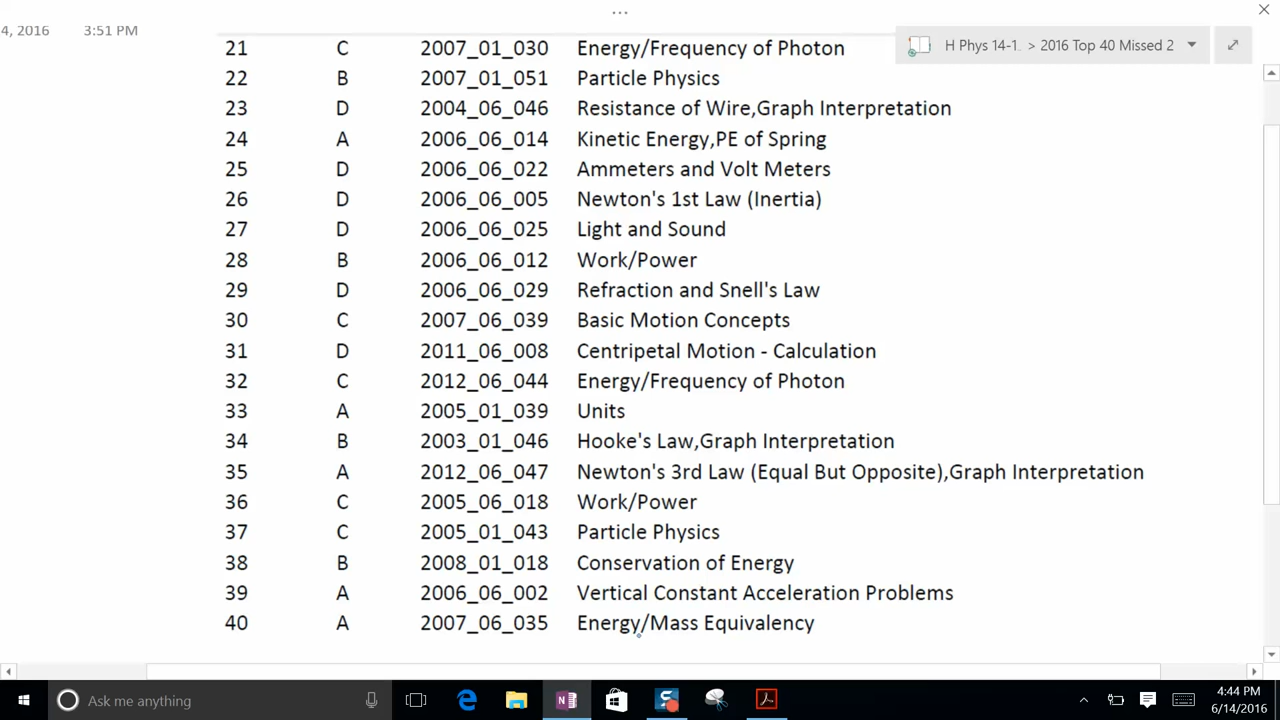 ...
4, 2016 3:51 PM
H Phys 14-1. > 2016 Top 40 Missed 2
21 C 2007_01_030 Energy/Frequency of Photon
22 B 2007_01_051 Particle Physics
23 D 2004_06_046 Resistance of Wire,Graph Interpretation
24 A 2006_06_014 Kinetic Energy,PE of Spring
25 D 2006_06_022 Ammeters and Volt Meters
26 D 2006_06_005 Newton's 1st Law (Inertia)
27 D 2006_06_025 Light and Sound
28 B 2006_06_012 Work/Power
29 D 2006_06_029 Refraction and Snell's Law
30 C 2007_06_039 Basic Motion Concepts
31 D 2011_06_008 Centripetal Motion - Calculation
32 C 2012_06_044 Energy/Frequency of Photon
33 A 2005_01_039 Units
34 B 2003_01_046 Hooke's Law,Graph Interpretation
35 A 2012_06_047 Newton's 3rd Law (Equal But Opposite),Graph Interpretation
36 C 2005_06_018 Work/Power
37 C 2005_01_043 Particle Physics
38 B 2008_01_018 Conservation of Energy
39 A 2006_06_002 Vertical Constant Acceleration Problems
40 A 2007_06_035 Energy/Mass Equivalency
Ask me anything
4:44 PM
6/14/2016